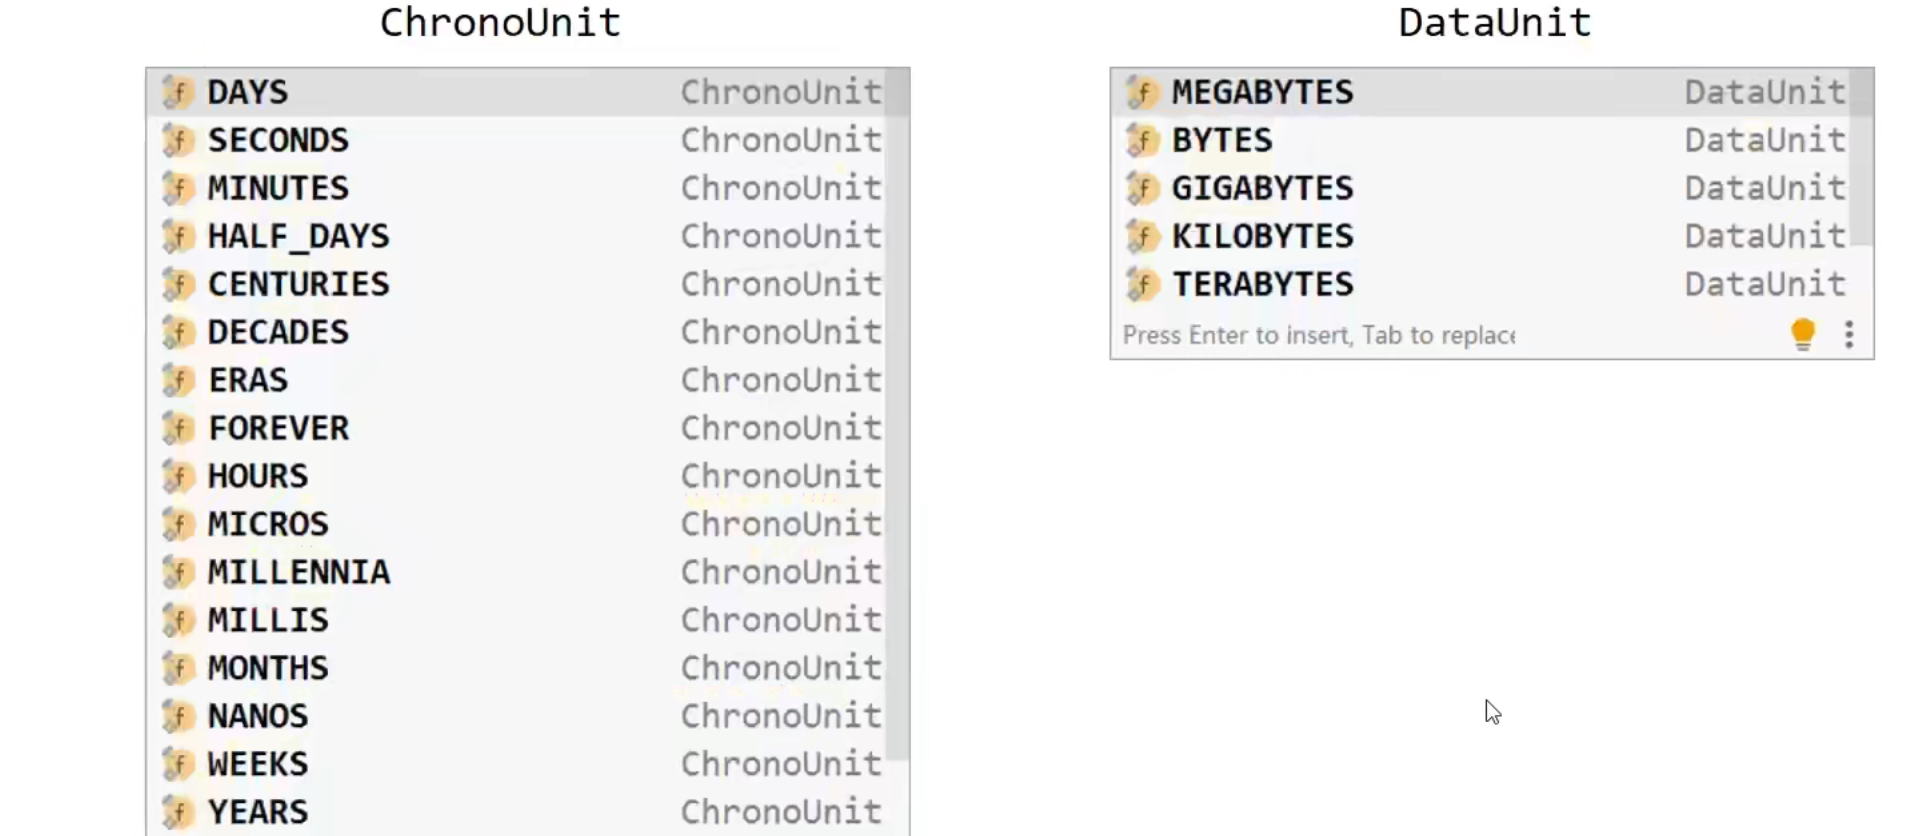 ChronoUnit
DAYS ChronoUnit
SECONDS ChronoUnit
MINUTES ChronoUnit
HALF_DAYS ChronoUnit
CENTURIES ChronoUnit
DECADES ChronoUnit
ERAS ChronoUnit
FOREVER ChronoUnit
HOURS ChronoUnit
MICROS ChronoUnit
MILLENNIA ChronoUnit
MILLIS ChronoUnit
MONTHS ChronoUnit
NANOS ChronoUnit
WEEKS ChronoUnit
YEARS ChronoUnit
DataUnit
MEGABYTES DataUnit
BYTES DataUnit
GIGABYTES DataUnit
KILOBYTES DataUnit
TERABYTES DataUnit
Press Enter to insert, Tab to replace